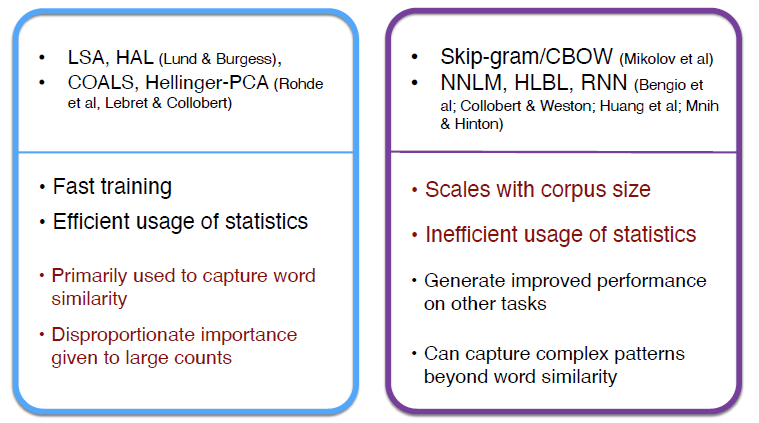 • LSA, HAL (Lund & Burgess),
• COALS, Hellinger-PCA (Rohde
et al, Lebret & Collobert)
• Fast training
• Efficient usage of statistics
• Primarily used to capture word
similarity
• Disproportionate importance
given to large counts
• Skip-gram/CBOW (Mikolov et al)
• NNLM, HLBL, RNN (Bengio et
al; Collobert & Weston; Huang et al; Mnih
& Hinton)
• Scales with corpus size
• Inefficient usage of statistics
• Generate improved performance
on other tasks
• Can capture complex patterns
beyond word similarity